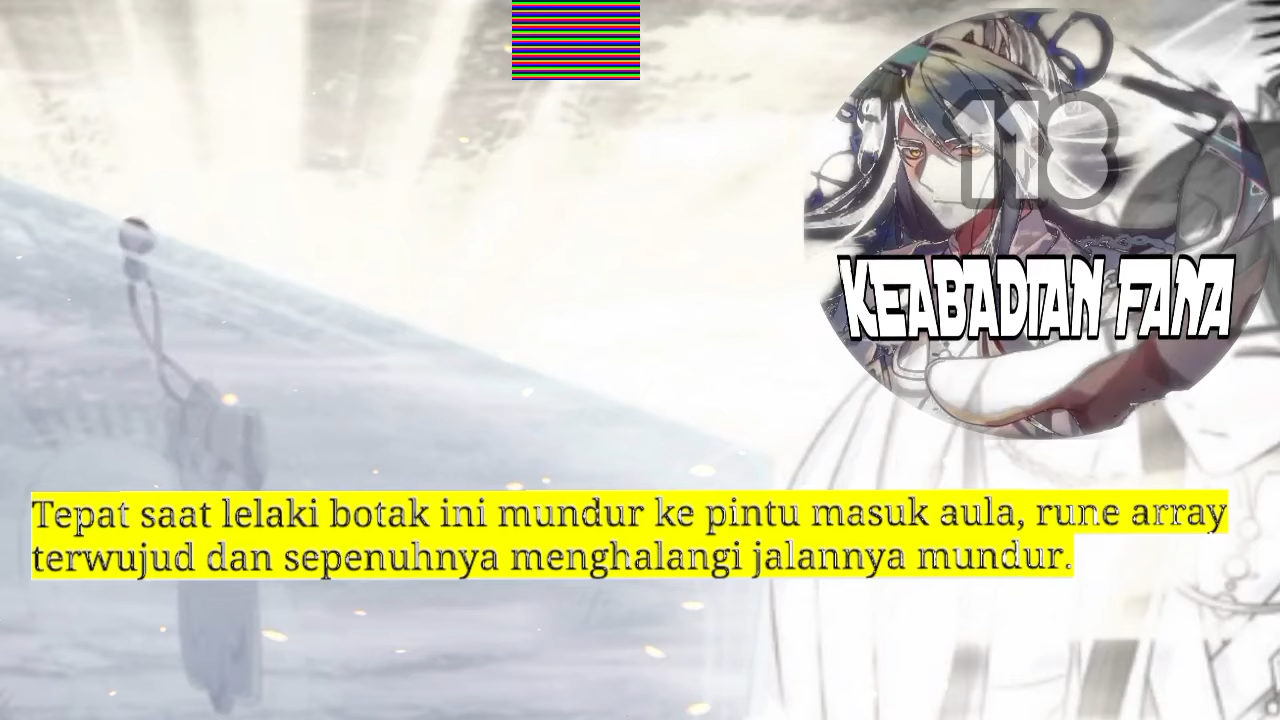 118
KEABADIAN FANA
Tepat saat lelaki botak ini mundur ke pintu masuk aula, rune array
terwujud dan sepenuhnya menghalangi jalannya mundur.